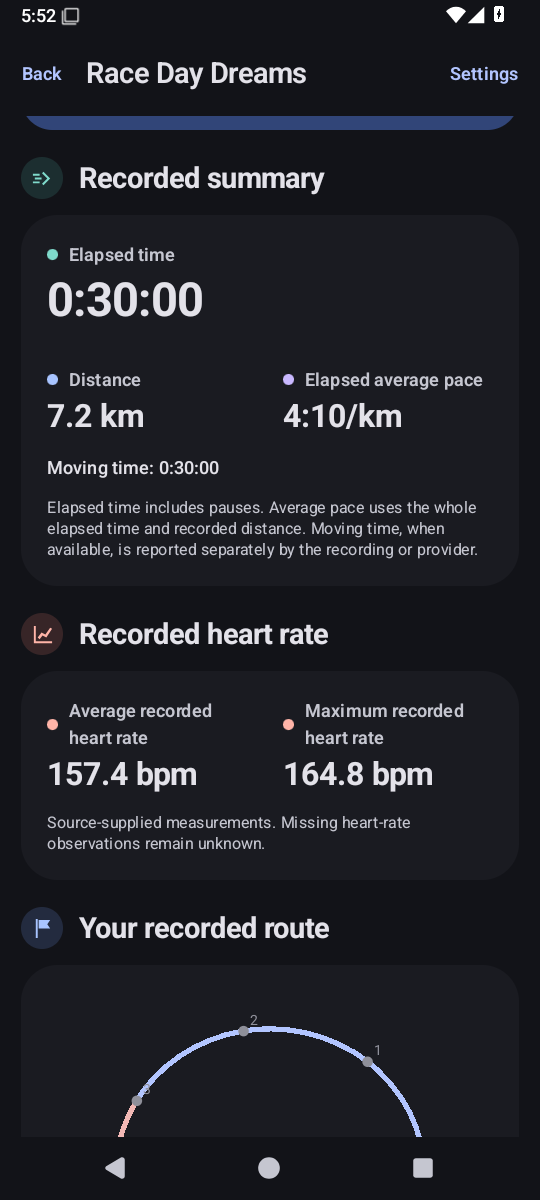 5:52
Back
Race Day Dreams
Settings
Recorded summary
Elapsed time
0:30:00
Distance
Elapsed average pace
7.2 km
4:10/km
Moving time: 0:30:00
Elapsed time includes pauses. Average pace uses the whole
elapsed time and recorded distance. Moving time, when
available, is reported separately by the recording or provider.
Recorded heart rate
Average recorded
heart rate
Maximum recorded
heart rate
157.4 bpm
164.8 bpm
Source-supplied measurements. Missing heart-rate
observations remain unknown.
Your recorded route
2
1